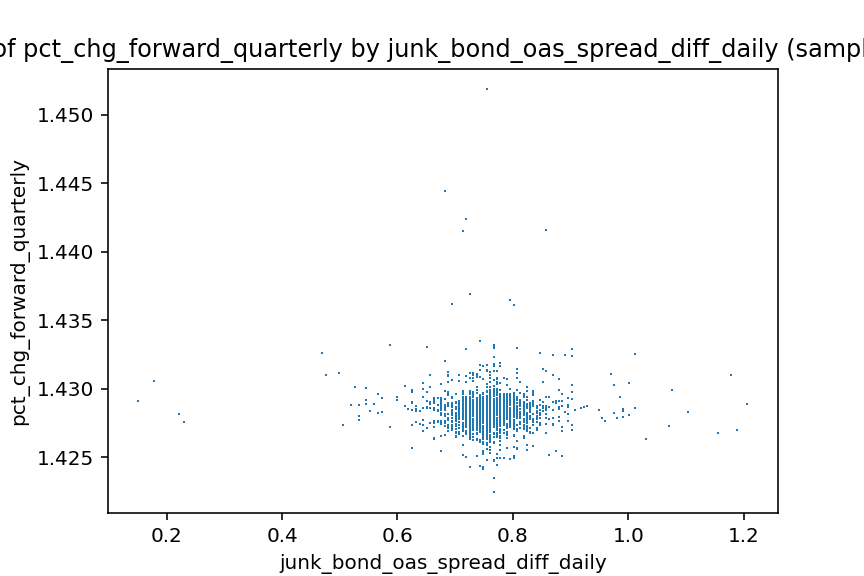 of pct_chg_forward_quarterly by junk_bond_oas_spread_diff_daily (sampl
1.450
1.445
1.440
1.435
1.430
1.425
pct_chg_forward_quarterly
0.2 0.4 0.6 0.8 1.0 1.2
junk_bond_oas_spread_diff_daily